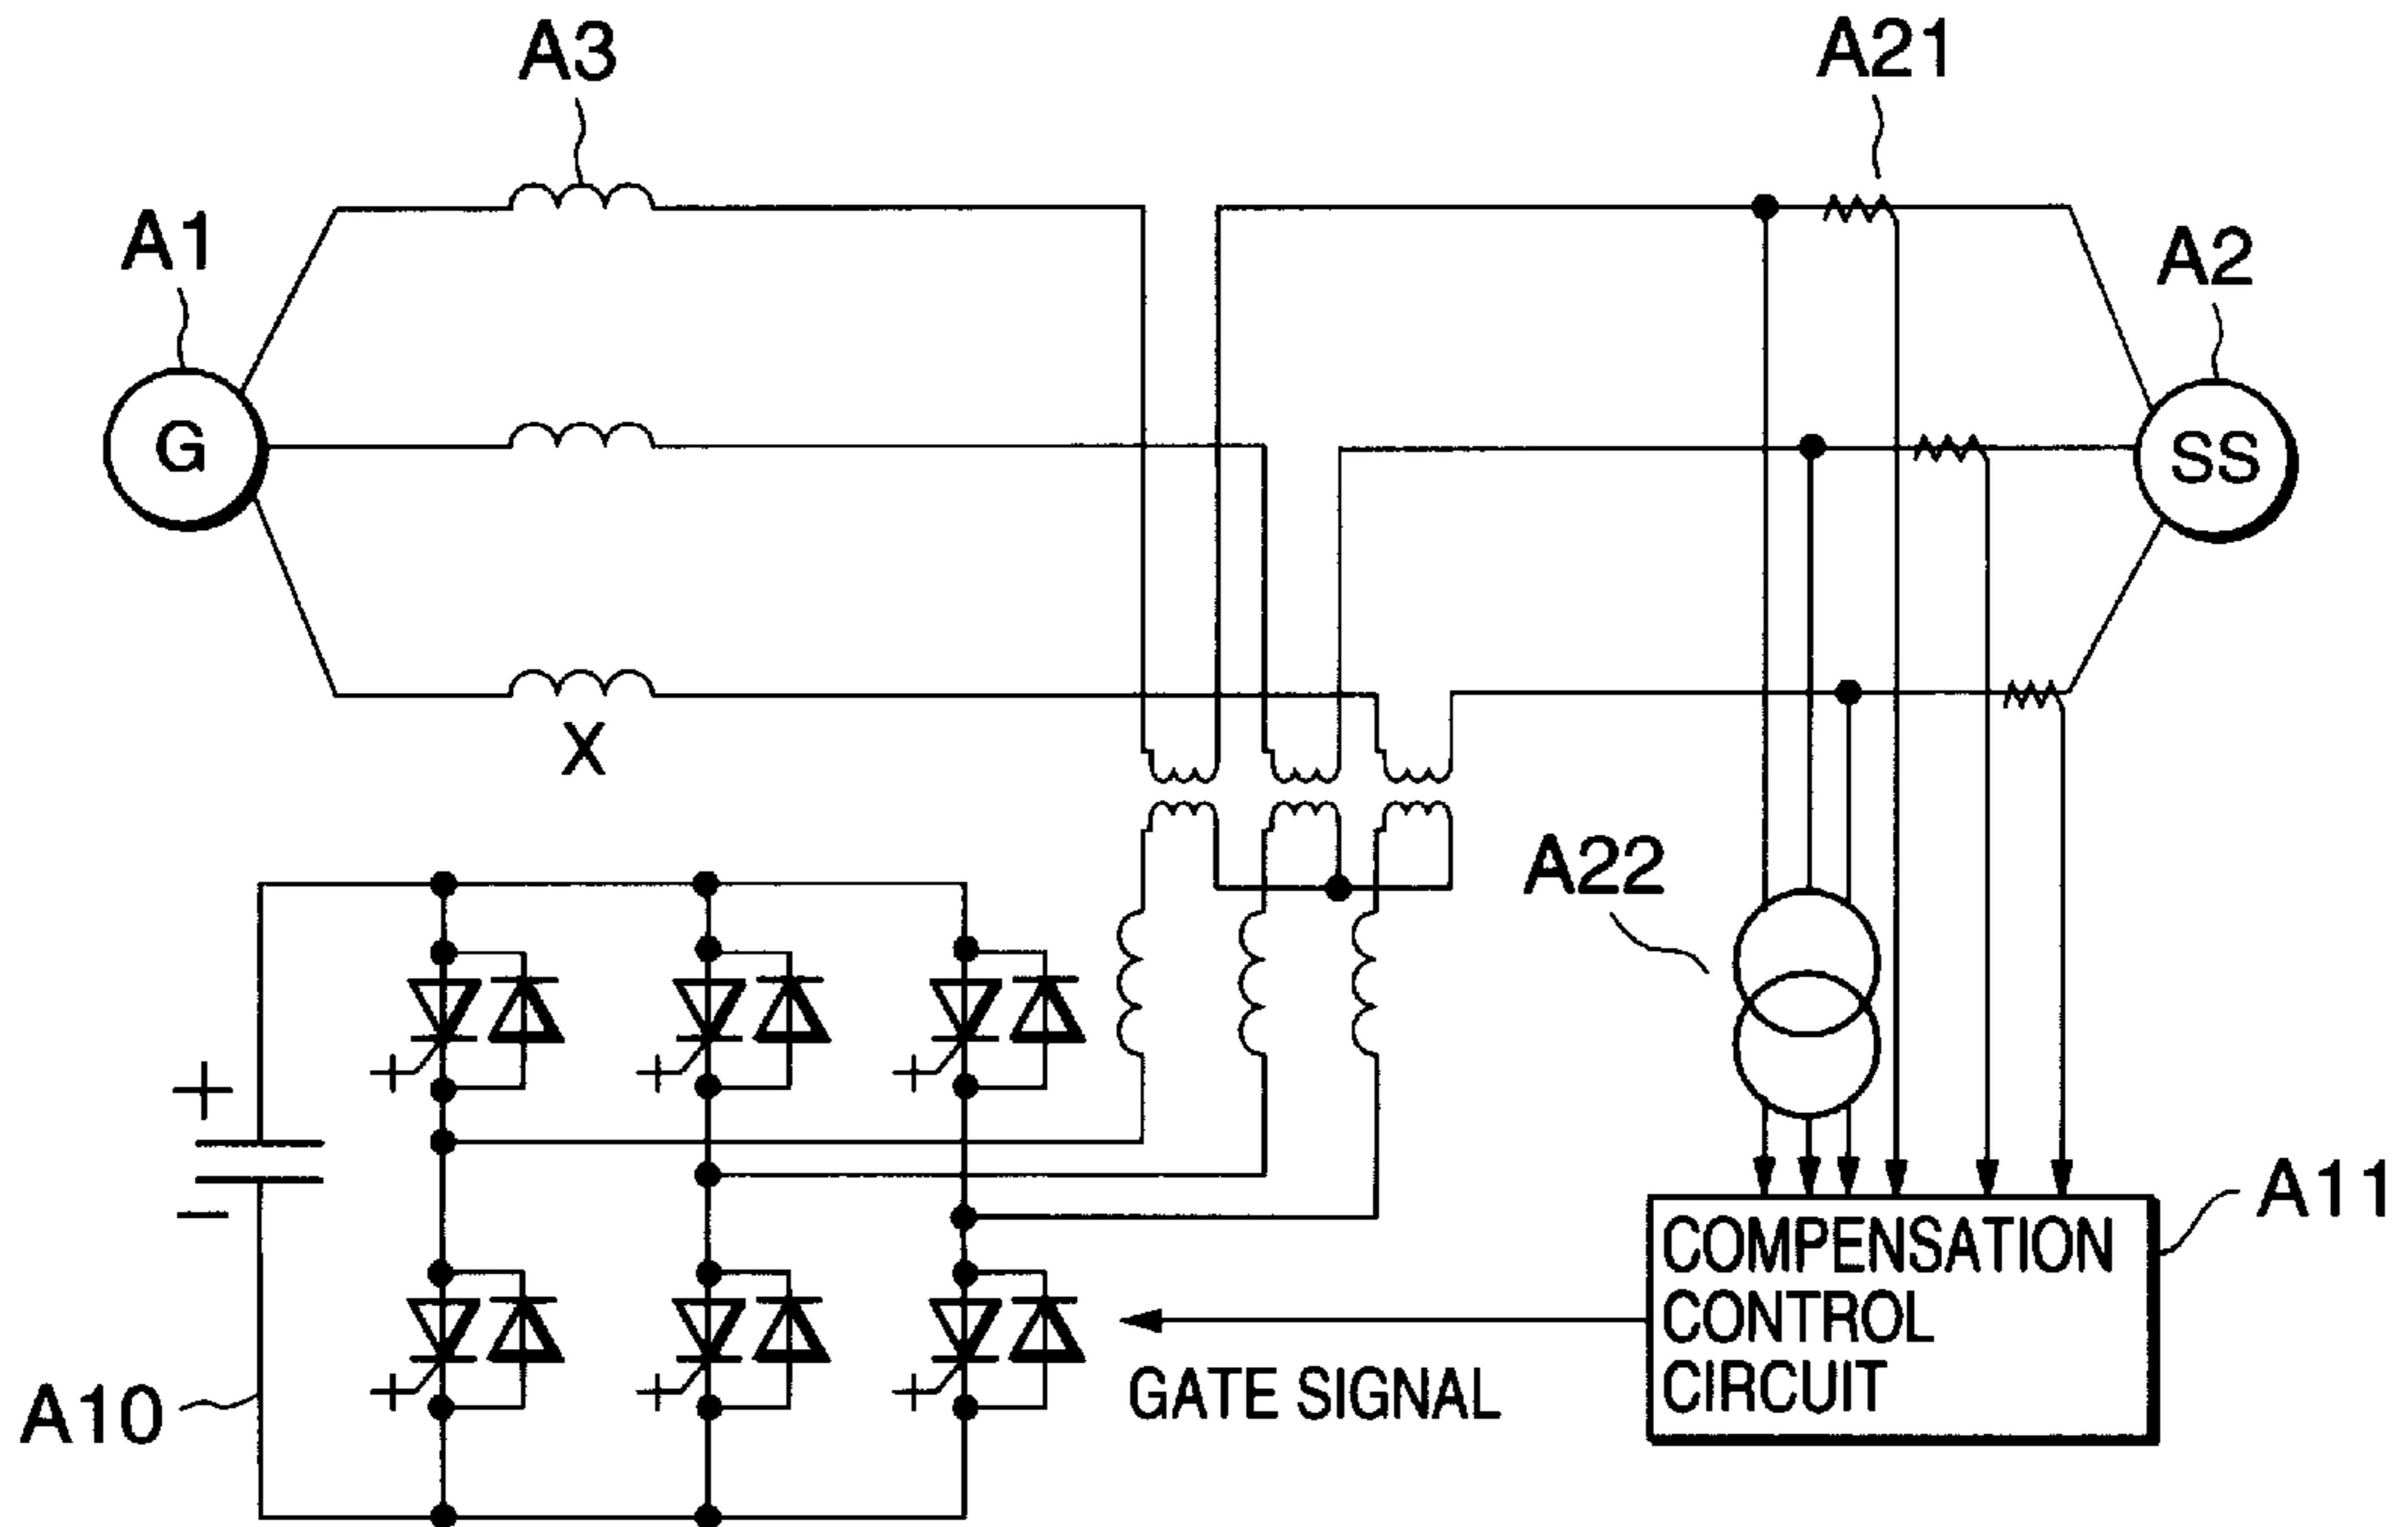 A3
A21
A1
A2
G
SS
X
A22
+
−
+
+
+
+
+
+
A11
COMPENSATION
CONTROL
CIRCUIT
GATE SIGNAL
A10